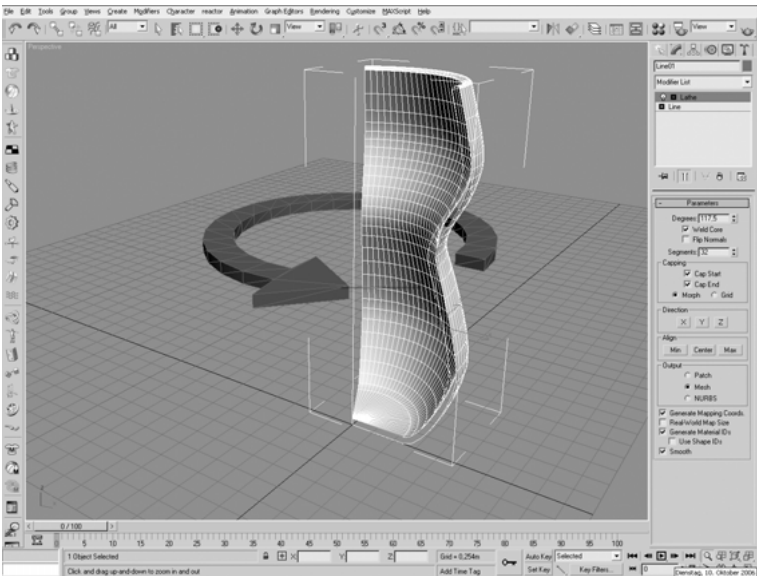 File Edit Tools Group Views Create Modifiers Character reactor Animation Graph Editors Rendering Customize MAXScript Help
All
View
View
Perspective
Line01
Modifier List
Lathe
Line
- Parameters
Degrees: 117,5
Weld Core
Flip Normals
Segments: 32
Capping
Cap Start
Cap End
Morph Grid
Direction
X Y Z
Align
Min Center Max
Output
Patch
Mesh
NURBS
Generate Mapping Coords.
Real-World Map Size
Generate Material IDs
Use Shape IDs
Smooth
< 0 / 100 >
0 5 10 15 20 25 30 35 40 45 50 55 60 65 70 75 80 85 90 95 100
1 Object Selected
X Y Z
Grid = 0,254m
Auto Key Selected
Click and drag up-and-down to zoom in and out
Add Time Tag
Set Key
Key Filters...
0
Dienstag, 10. Oktober 2006